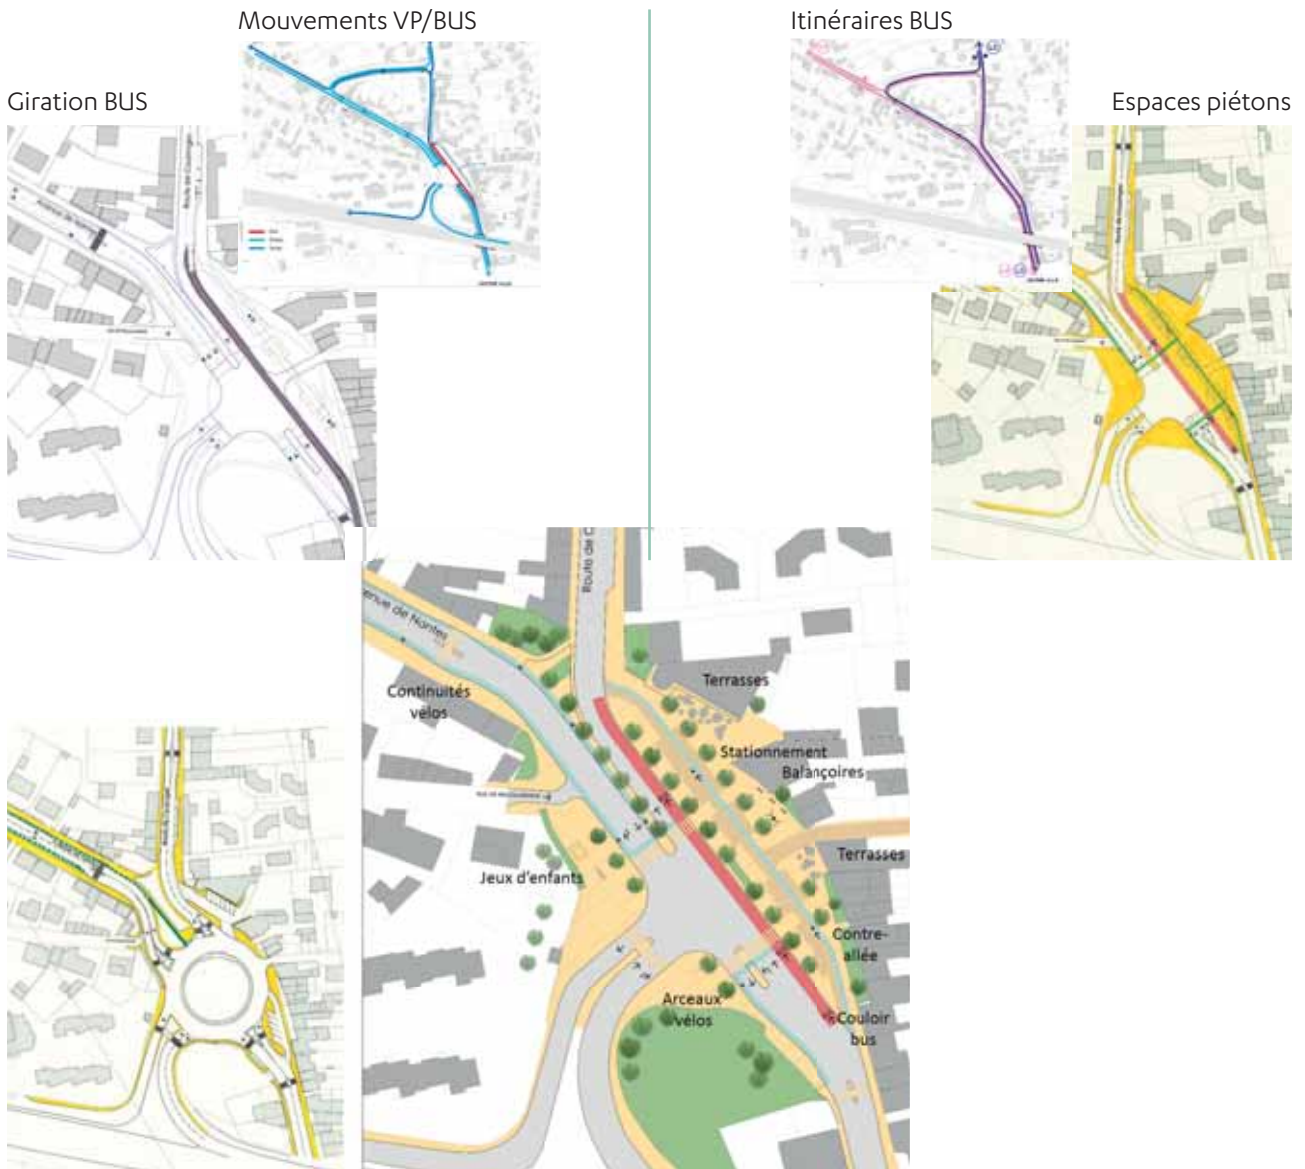 Mouvements VP/BUS
Itinéraires BUS
Giration BUS
Espaces piétons
Route de C
enue de Nantes
Continuités
vélos
Terrasses
Stationnement
Balançoires
Jeux d'enfants
Terrasses
Contre-
allée
Arceaux
vélos
Couloir
bus